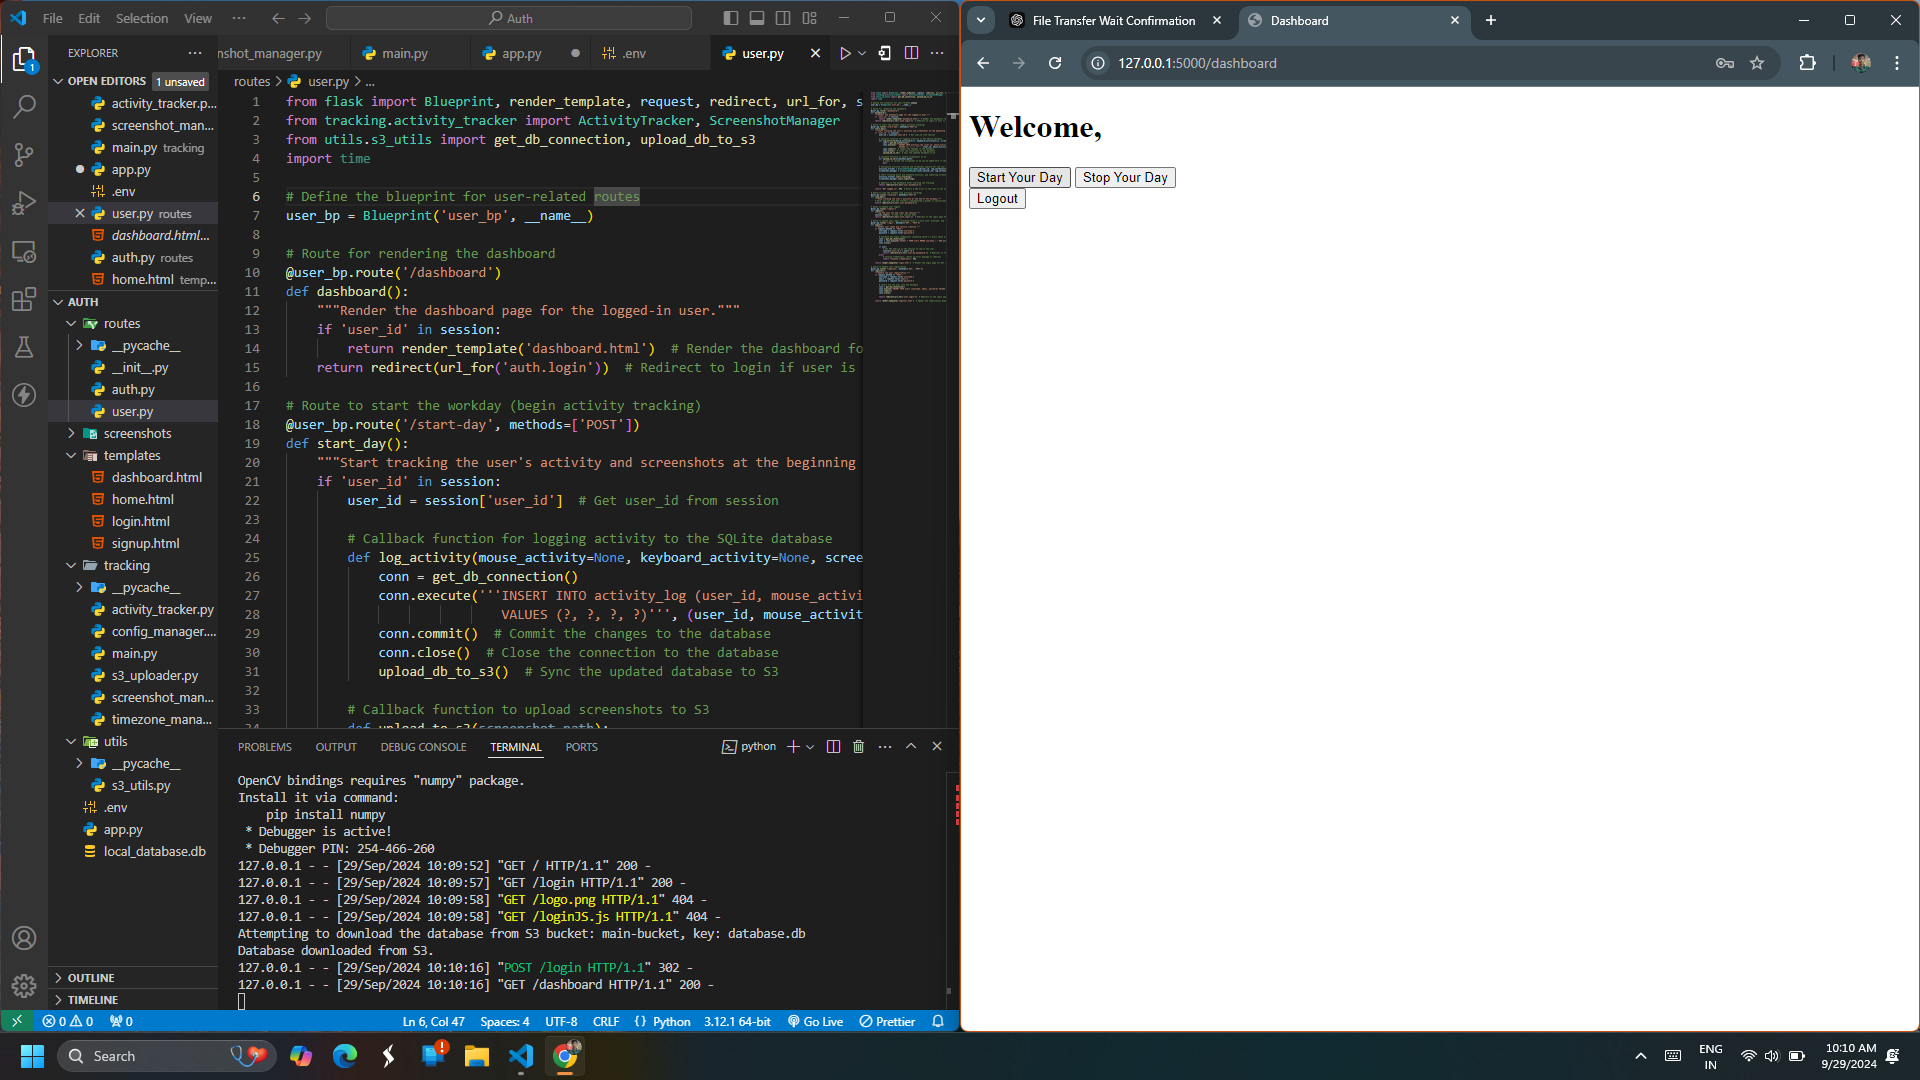 File Edit Selection View ··· Auth
EXPLORER ···
OPEN EDITORS 1 unsaved
activity_tracker.p...
screenshot_man...
main.py tracking
app.py
.env
user.py routes
dashboard.html...
auth.py routes
home.html temp...
AUTH
routes
__pycache__
__init__.py
auth.py
user.py
screenshots
templates
dashboard.html
home.html
login.html
signup.html
tracking
__pycache__
activity_tracker.py
config_manager....
main.py
s3_uploader.py
screenshot_man...
timezone_mana...
utils
__pycache__
s3_utils.py
.env
app.py
local_database.db
OUTLINE
TIMELINE
nshot_manager.py main.py app.py .env user.py
routes > user.py > ...
1 from flask import Blueprint, render_template, request, redirect, url_for, s
2 from tracking.activity_tracker import ActivityTracker, ScreenshotManager
3 from utils.s3_utils import get_db_connection, upload_db_to_s3
4 import time
5
6 # Define the blueprint for user-related routes
7 user_bp = Blueprint('user_bp', __name__)
8
9 # Route for rendering the dashboard
10 @user_bp.route('/dashboard')
11 def dashboard():
12 """Render the dashboard page for the logged-in user."""
13 if 'user_id' in session:
14 return render_template('dashboard.html') # Render the dashboard fo
15 return redirect(url_for('auth.login')) # Redirect to login if user is
16
17 # Route to start the workday (begin activity tracking)
18 @user_bp.route('/start-day', methods=['POST'])
19 def start_day():
20 """Start tracking the user's activity and screenshots at the beginning
21 if 'user_id' in session:
22 user_id = session['user_id'] # Get user_id from session
23
24 # Callback function for logging activity to the SQLite database
25 def log_activity(mouse_activity=None, keyboard_activity=None, scree
26 conn = get_db_connection()
27 conn.execute('''INSERT INTO activity_log (user_id, mouse_activi
28 VALUES (?, ?, ?, ?)''', (user_id, mouse_activit
29 conn.commit() # Commit the changes to the database
30 conn.close() # Close the connection to the database
31 upload_db_to_s3() # Sync the updated database to S3
32
33 # Callback function to upload screenshots to S3
34 def upload_to_s3(screenshot_path):
PROBLEMS OUTPUT DEBUG CONSOLE TERMINAL PORTS python
OpenCV bindings requires "numpy" package.
Install it via command:
pip install numpy
* Debugger is active!
* Debugger PIN: 254-466-260
127.0.0.1 - - [29/Sep/2024 10:09:52] "GET / HTTP/1.1" 200 -
127.0.0.1 - - [29/Sep/2024 10:09:57] "GET /login HTTP/1.1" 200 -
127.0.0.1 - - [29/Sep/2024 10:09:58] "GET /logo.png HTTP/1.1" 404 -
127.0.0.1 - - [29/Sep/2024 10:09:58] "GET /loginJS.js HTTP/1.1" 404 -
Attempting to download the database from S3 bucket: main-bucket, key: database.db
Database downloaded from S3.
127.0.0.1 - - [29/Sep/2024 10:10:16] "POST /login HTTP/1.1" 302 -
127.0.0.1 - - [29/Sep/2024 10:10:16] "GET /dashboard HTTP/1.1" 200 -
0 0 0 Ln 6, Col 47 Spaces: 4 UTF-8 CRLF {} Python 3.12.1 64-bit Go Live Prettier
File Transfer Wait Confirmation Dashboard
127.0.0.1:5000/dashboard
Welcome,
Start Your Day Stop Your Day
Logout
Search
ENG
IN
10:10 AM
9/29/2024